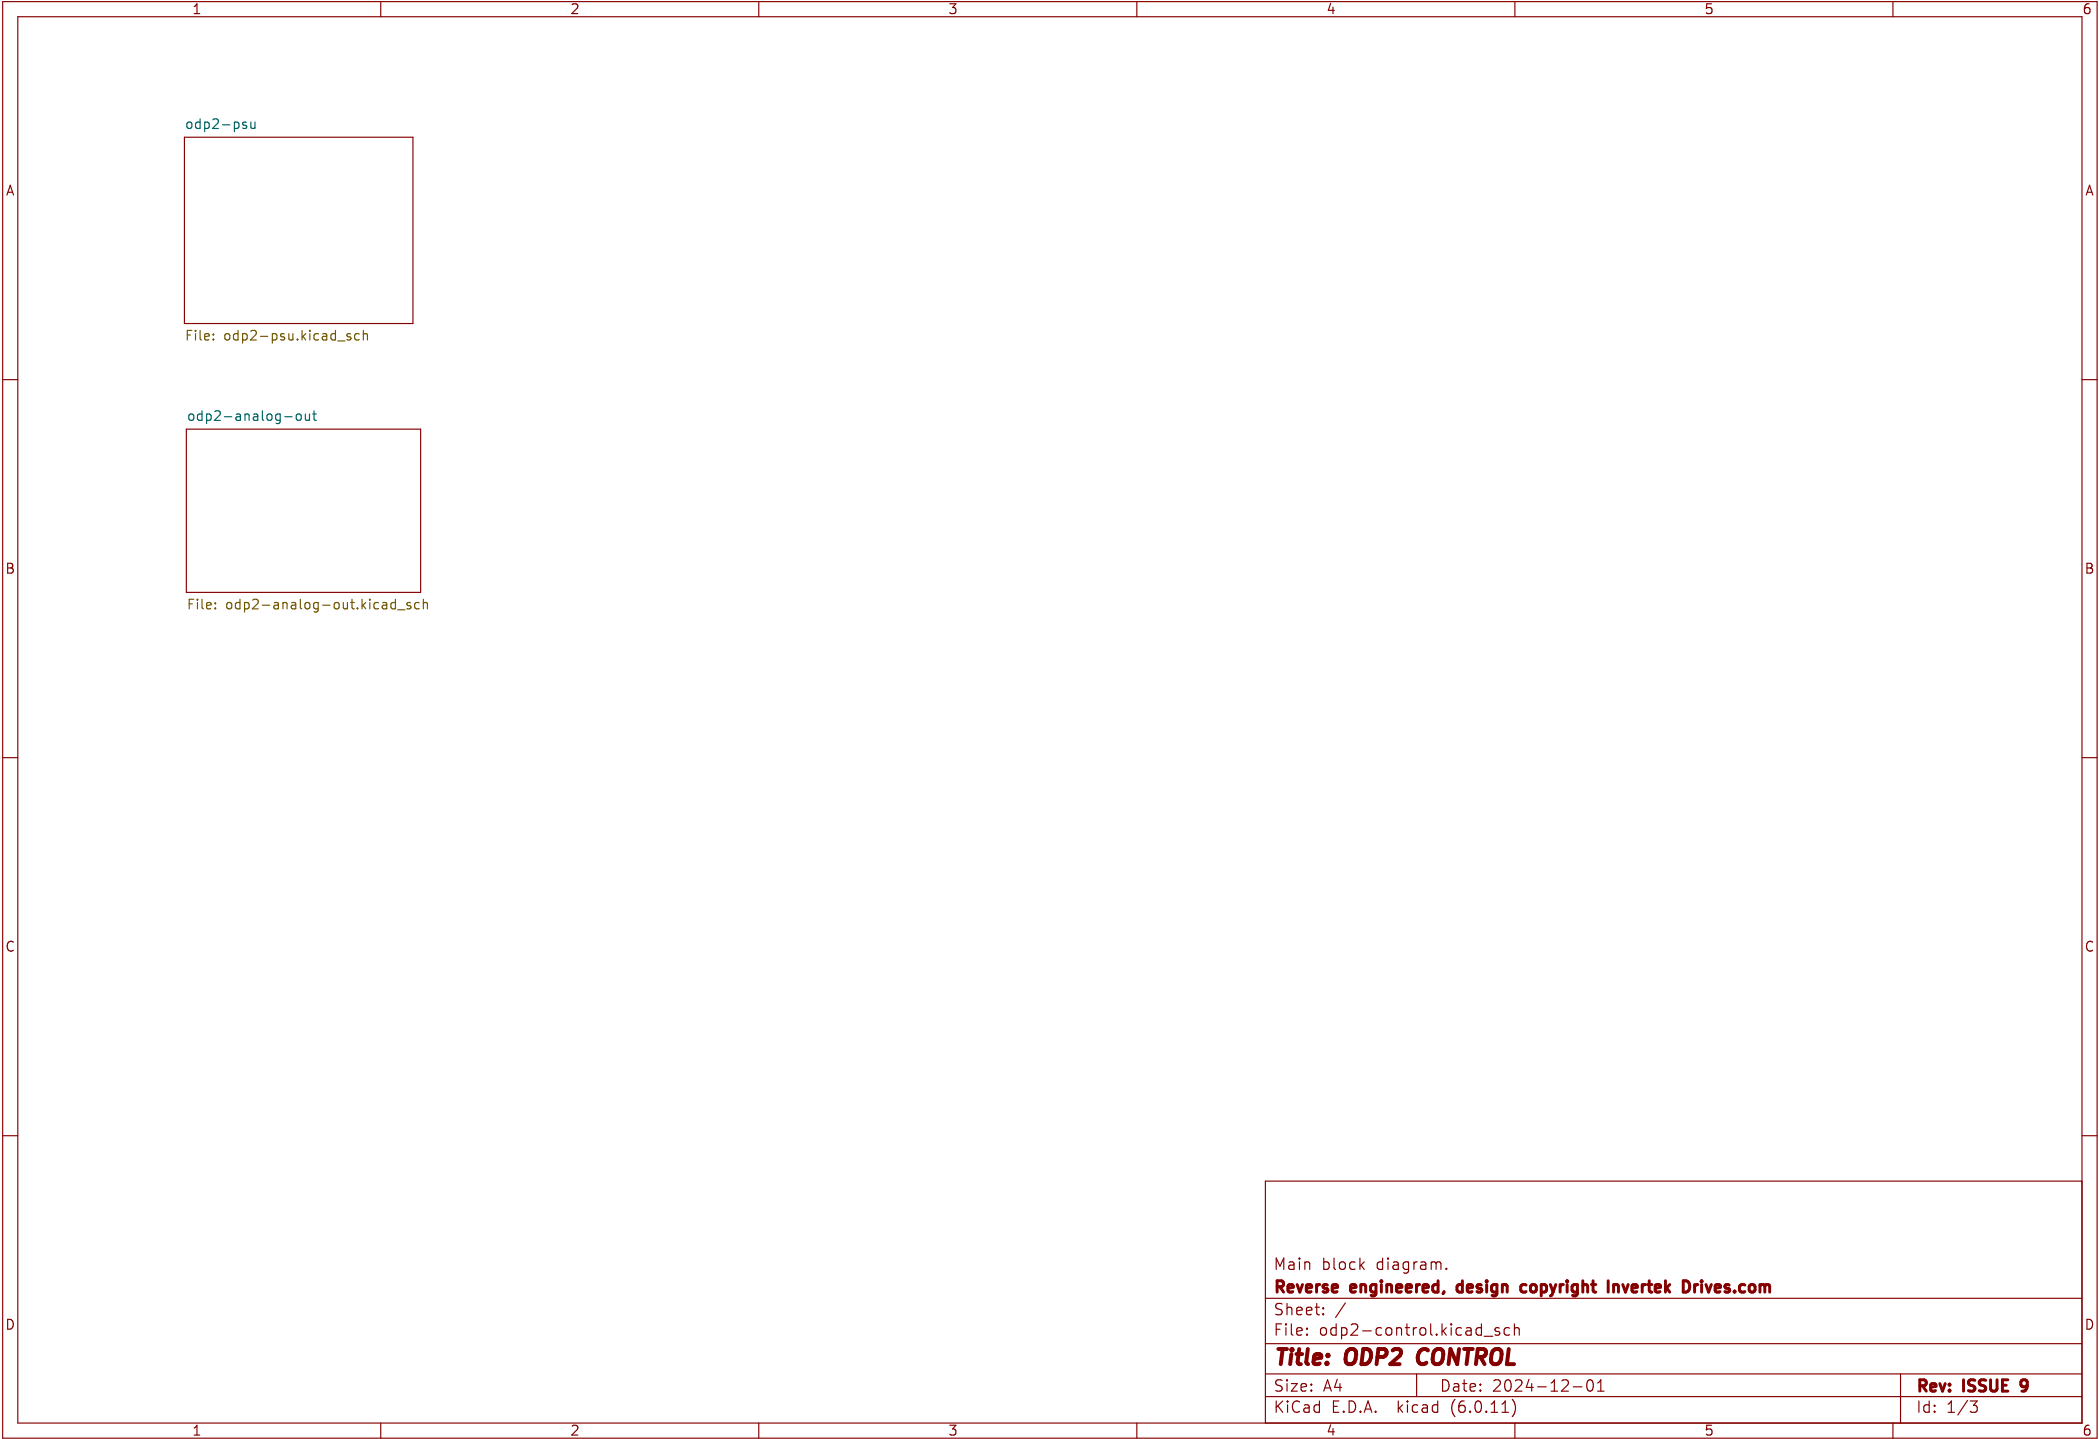 1 2 3 4 5 6
odp2-psu
A A
File: odp2-psu.kicad_sch
odp2-analog-out
B B
File: odp2-analog-out.kicad_sch
C C
Main block diagram.
Reverse engineered, design copyright Invertek Drives.com
Sheet: /
File: odp2-control.kicad_sch
D D
Title: ODP2 CONTROL
Size: A4 Date: 2024-12-01 Rev: ISSUE 9
KiCad E.D.A. kicad (6.0.11) Id: 1/3
1 2 3 4 5 6